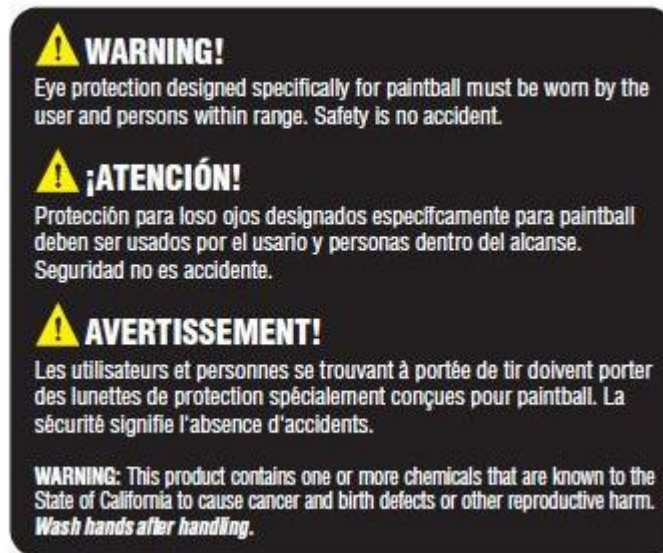 WARNING!
Eye protection designed specifically for paintball must be worn by the
user and persons within range. Safety is no accident.
¡ATENCIÓN!
Protección para loso ojos designados específcamente para paintball
deben ser usados por el usario y personas dentro del alcanse.
Seguridad no es accidente.
AVERTISSEMENT!
Les utilisateurs et personnes se trouvant à portée de tir doivent porter
des lunettes de protection spécialement conçues pour paintball. La
sécurité signifie l'absence d'accidents.
WARNING: This product contains one or more chemicals that are known to the
State of California to cause cancer and birth defects or other reproductive harm.
Wash hands after handling.